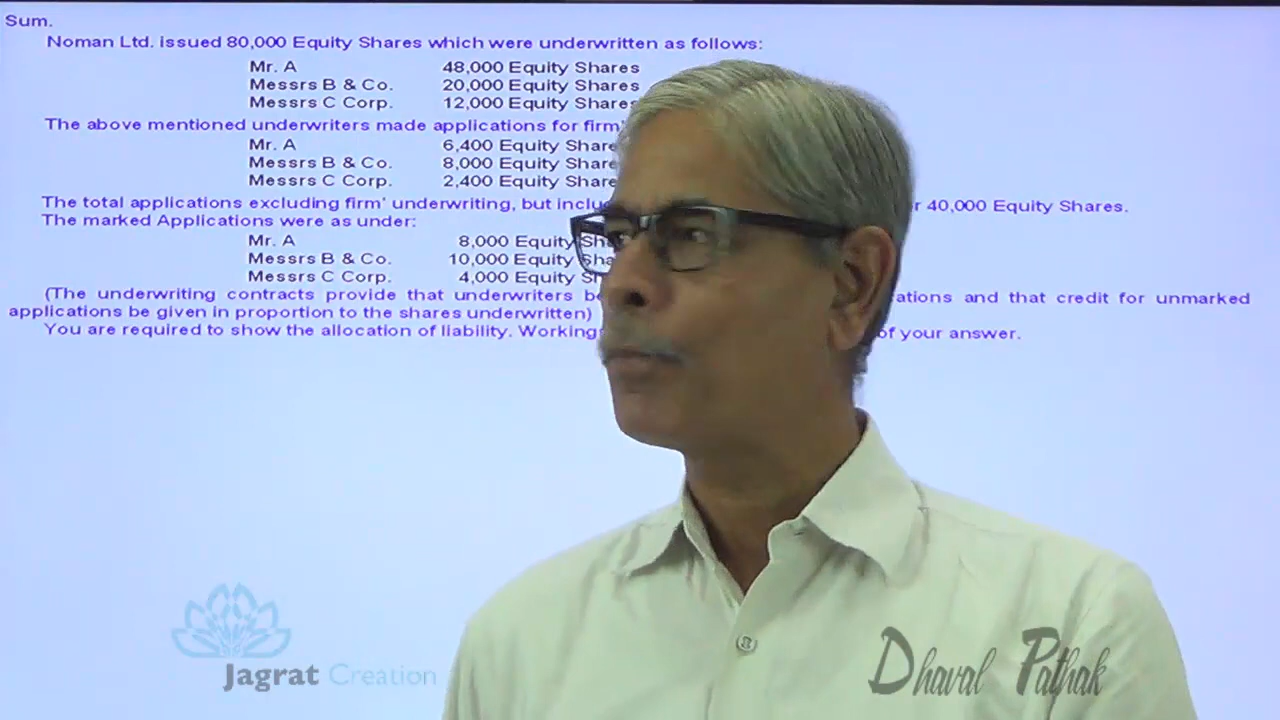 Sum.
Noman Ltd. issued 80,000 Equity Shares which were underwritten as follows:
Mr. A 48,000 Equity Shares
Messrs B & Co. 20,000 Equity Shares
Messrs C Corp. 12,000 Equity Shares
The above mentioned underwriters made applications for firm'
Mr. A 6,400 Equity Share
Messrs B & Co. 8,000 Equity Share
Messrs C Corp. 2,400 Equity Share
The total applications excluding firm' underwriting, but 40,000 Equity Shares.
The marked Applications were as under:
Mr. A 8,000 Equity
Messrs B & Co. 10,000 Equity
Messrs C Corp. 4,000 Equity
(The underwriting contracts provide that underwriters and that credit for unmarked
applications be given in proportion to the shares underwritten)
You are required to show the allocation of liability. Workings of your answer.
Jagrat Creation
Dhaval Pathak